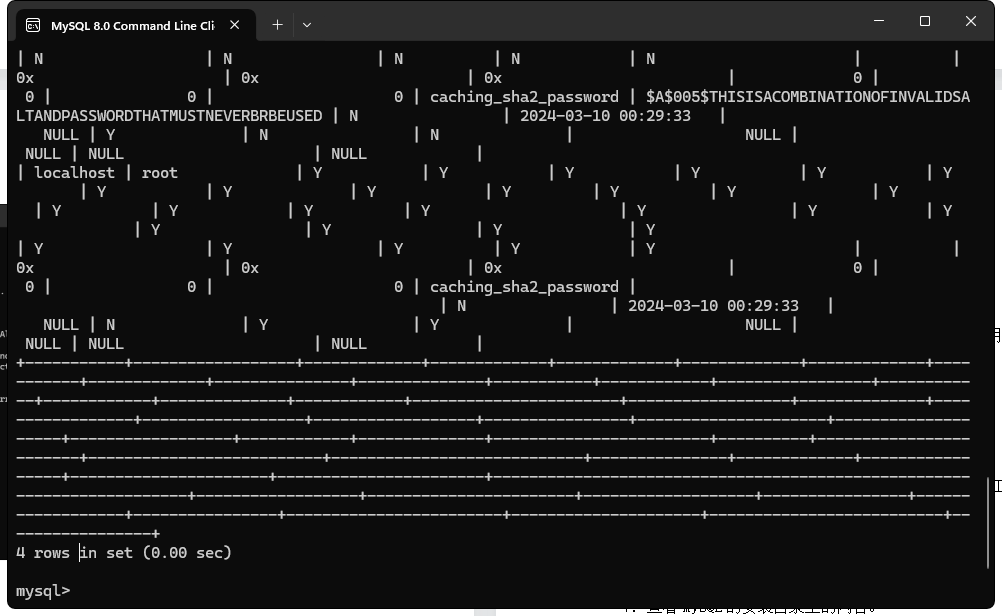 MySQL 8.0 Command Line Cli
| N | N | N | N | N | | |
0x | 0x | 0x | 0 |
0 | 0 | 0 | caching_sha2_password | $A$005$THISISACOMBINATIONOFINVALIDSA
LTANDPASSWORDTHATMUSTNEVERBRBEUSED | N | 2024-03-10 00:29:33 |
NULL | Y | N | N | NULL |
NULL | NULL | NULL |
| localhost | root | Y | Y | Y | Y | Y | Y
| Y | Y | Y | Y | Y | Y | Y
| Y | Y | Y | Y | Y | Y | Y
| Y | Y | Y | Y
| Y | Y | Y | Y | Y | | |
0x | 0x | 0x | 0 |
0 | 0 | 0 | caching_sha2_password |
| N | 2024-03-10 00:29:33 |
NULL | N | Y | Y | NULL |
NULL | NULL | NULL |
4 rows in set (0.00 sec)
mysql>